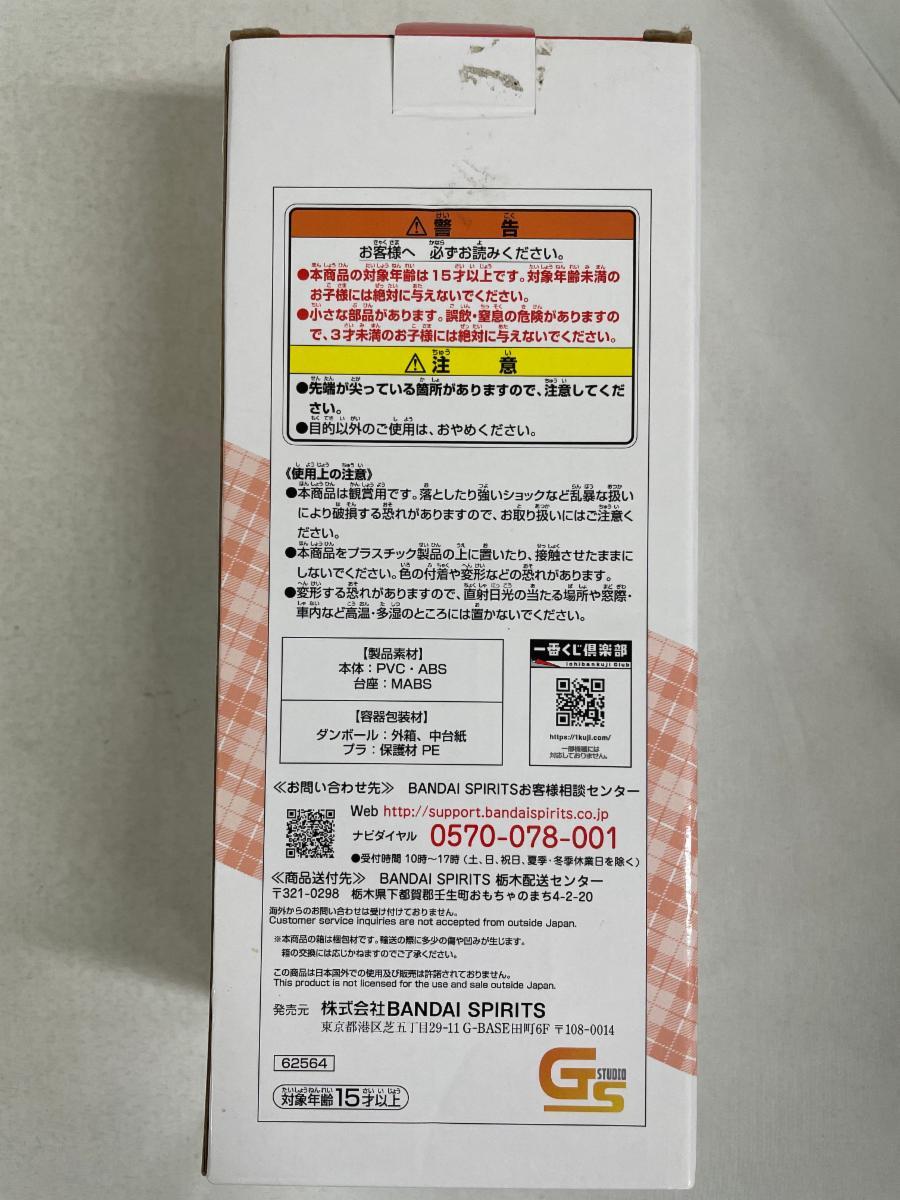 ⚠警告
お客様へ 必ずお読みください。
●本商品の対象年齢は15才以上です。対象年齢未満の
お子様には絶対に与えないでください。
●小さな部品があります。誤飲・窒息の危険がありますの
で、3才未満のお子様には絶対に与えないでください。
⚠注意
●先端が尖っている箇所がありますので、注意してくだ
さい。
●目的以外のご使用は、おやめください。
《使用上の注意》
●本商品は観賞用です。落としたり強いショックなど乱暴な扱い
により破損する恐れがありますので、お取り扱いにはご注意く
ださい。
●本商品をプラスチック製品の上に置いたり、接触させたままに
しないでください。色の付着や変形などの恐れがあります。
●変形する恐れがありますので、直射日光の当たる場所や窓際・
車内など高温・多湿のところには置かないでください。
【製品素材】
本体:PVC・ABS
台座:MABS
【容器包装材】
ダンボール:外箱、中台紙
プラ:保護材 PE
一番くじ倶楽部
ichibankuji Club
https://1kuji.com/
一部機種には
対応しておりません。
≪お問い合わせ先≫ BANDAI SPIRITSお客様相談センター
Web http://support.bandaispirits.co.jp
ナビダイヤル 0570-078-001
●受付時間 10時〜17時(土、日、祝日、夏季・冬季休業日を除く)
≪商品送付先≫ BANDAI SPIRITS 栃木配送センター
〒321-0298 栃木県下都賀郡壬生町おもちゃのまち4-2-20
海外からのお問い合わせは受け付けておりません。
Customer service inquiries are not accepted from outside Japan.
※本商品の箱は梱包材です。輸送の際に多少の傷や凹みが生じます。
箱の交換には応じかねますのでご了承ください。
この商品は日本国外での使用及び販売は許諾されておりません。
This product is not licensed for the use and sale outside Japan.
発売元 株式会社BANDAI SPIRITS
東京都港区芝五丁目29-11 G-BASE田町6F 〒108-0014
62564
GS STUDIO
対象年齢15才以上